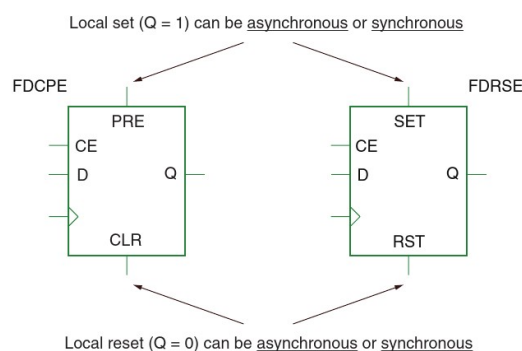 Local set (Q = 1) can be asynchronous or synchronous
FDCPE
FDRSE
PRE
SET
CE
CE
D
Q
D
Q
CLR
RST
Local reset (Q = 0) can be asynchronous or synchronous